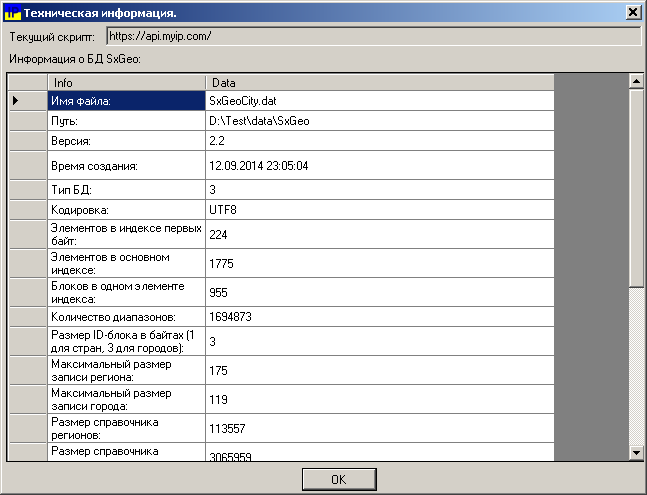 Техническая информация.
Текущий скрипт: https://api.myip.com/
Информация о БД SxGeo:
Info Data
Имя файла: SxGeoCity.dat
Путь: D:\Test\data\SxGeo
Версия: 2.2
Время создания: 12.09.2014 23:05:04
Тип БД: 3
Кодировка: UTF8
Элементов в индексе первых
байт: 224
Элементов в основном
индексе: 1775
Блоков в одном элементе
индекса: 955
Количество диапазонов: 1694873
Размер ID-блока в байтах (1
для стран, 3 для городов): 3
Максимальный размер
записи региона: 175
Максимальный размер
записи города: 119
Размер справочника
регионов: 113557
Размер справочника 3065959
OK